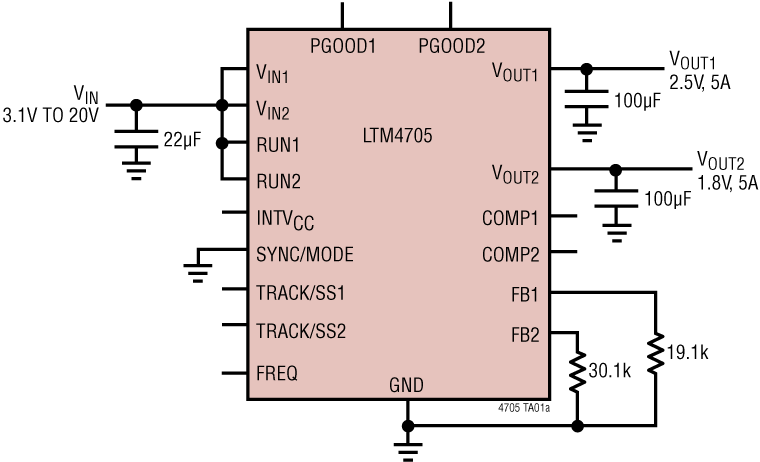 PGOOD1 PGOOD2
VIN
3.1V TO 20V
22µF
VIN1
VIN2
RUN1
RUN2
INTVCC
SYNC/MODE
TRACK/SS1
TRACK/SS2
FREQ
LTM4705
GND
VOUT1
VOUT2
COMP1
COMP2
FB1
FB2
4705 TA01a
100µF
VOUT1
2.5V, 5A
100µF
VOUT2
1.8V, 5A
30.1k
19.1k